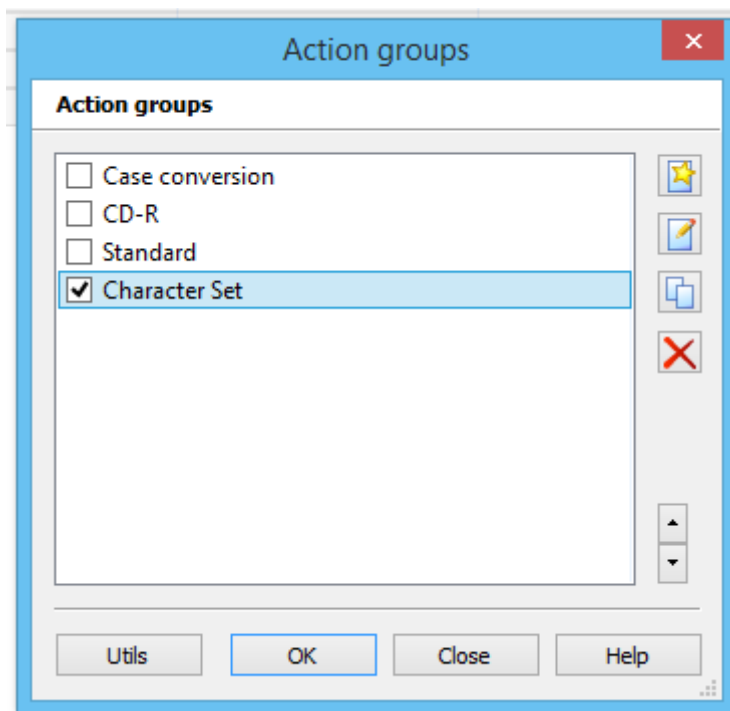 Action groups
Action groups
Case conversion
CD-R
Standard
Character Set
Utils OK Close Help